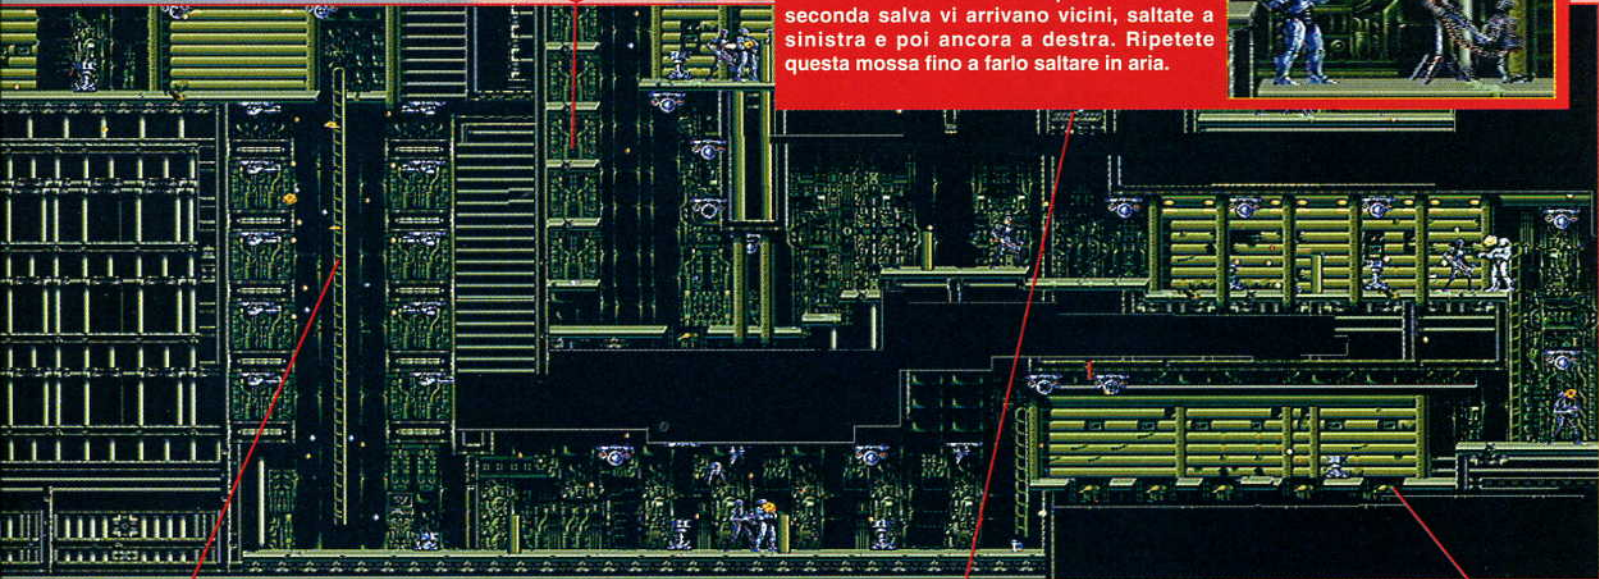 seconda salva vi arrivano vicini, saltate a
sinistra e poi ancora a destra. Ripetete
questa mossa fino a farlo saltare in aria.